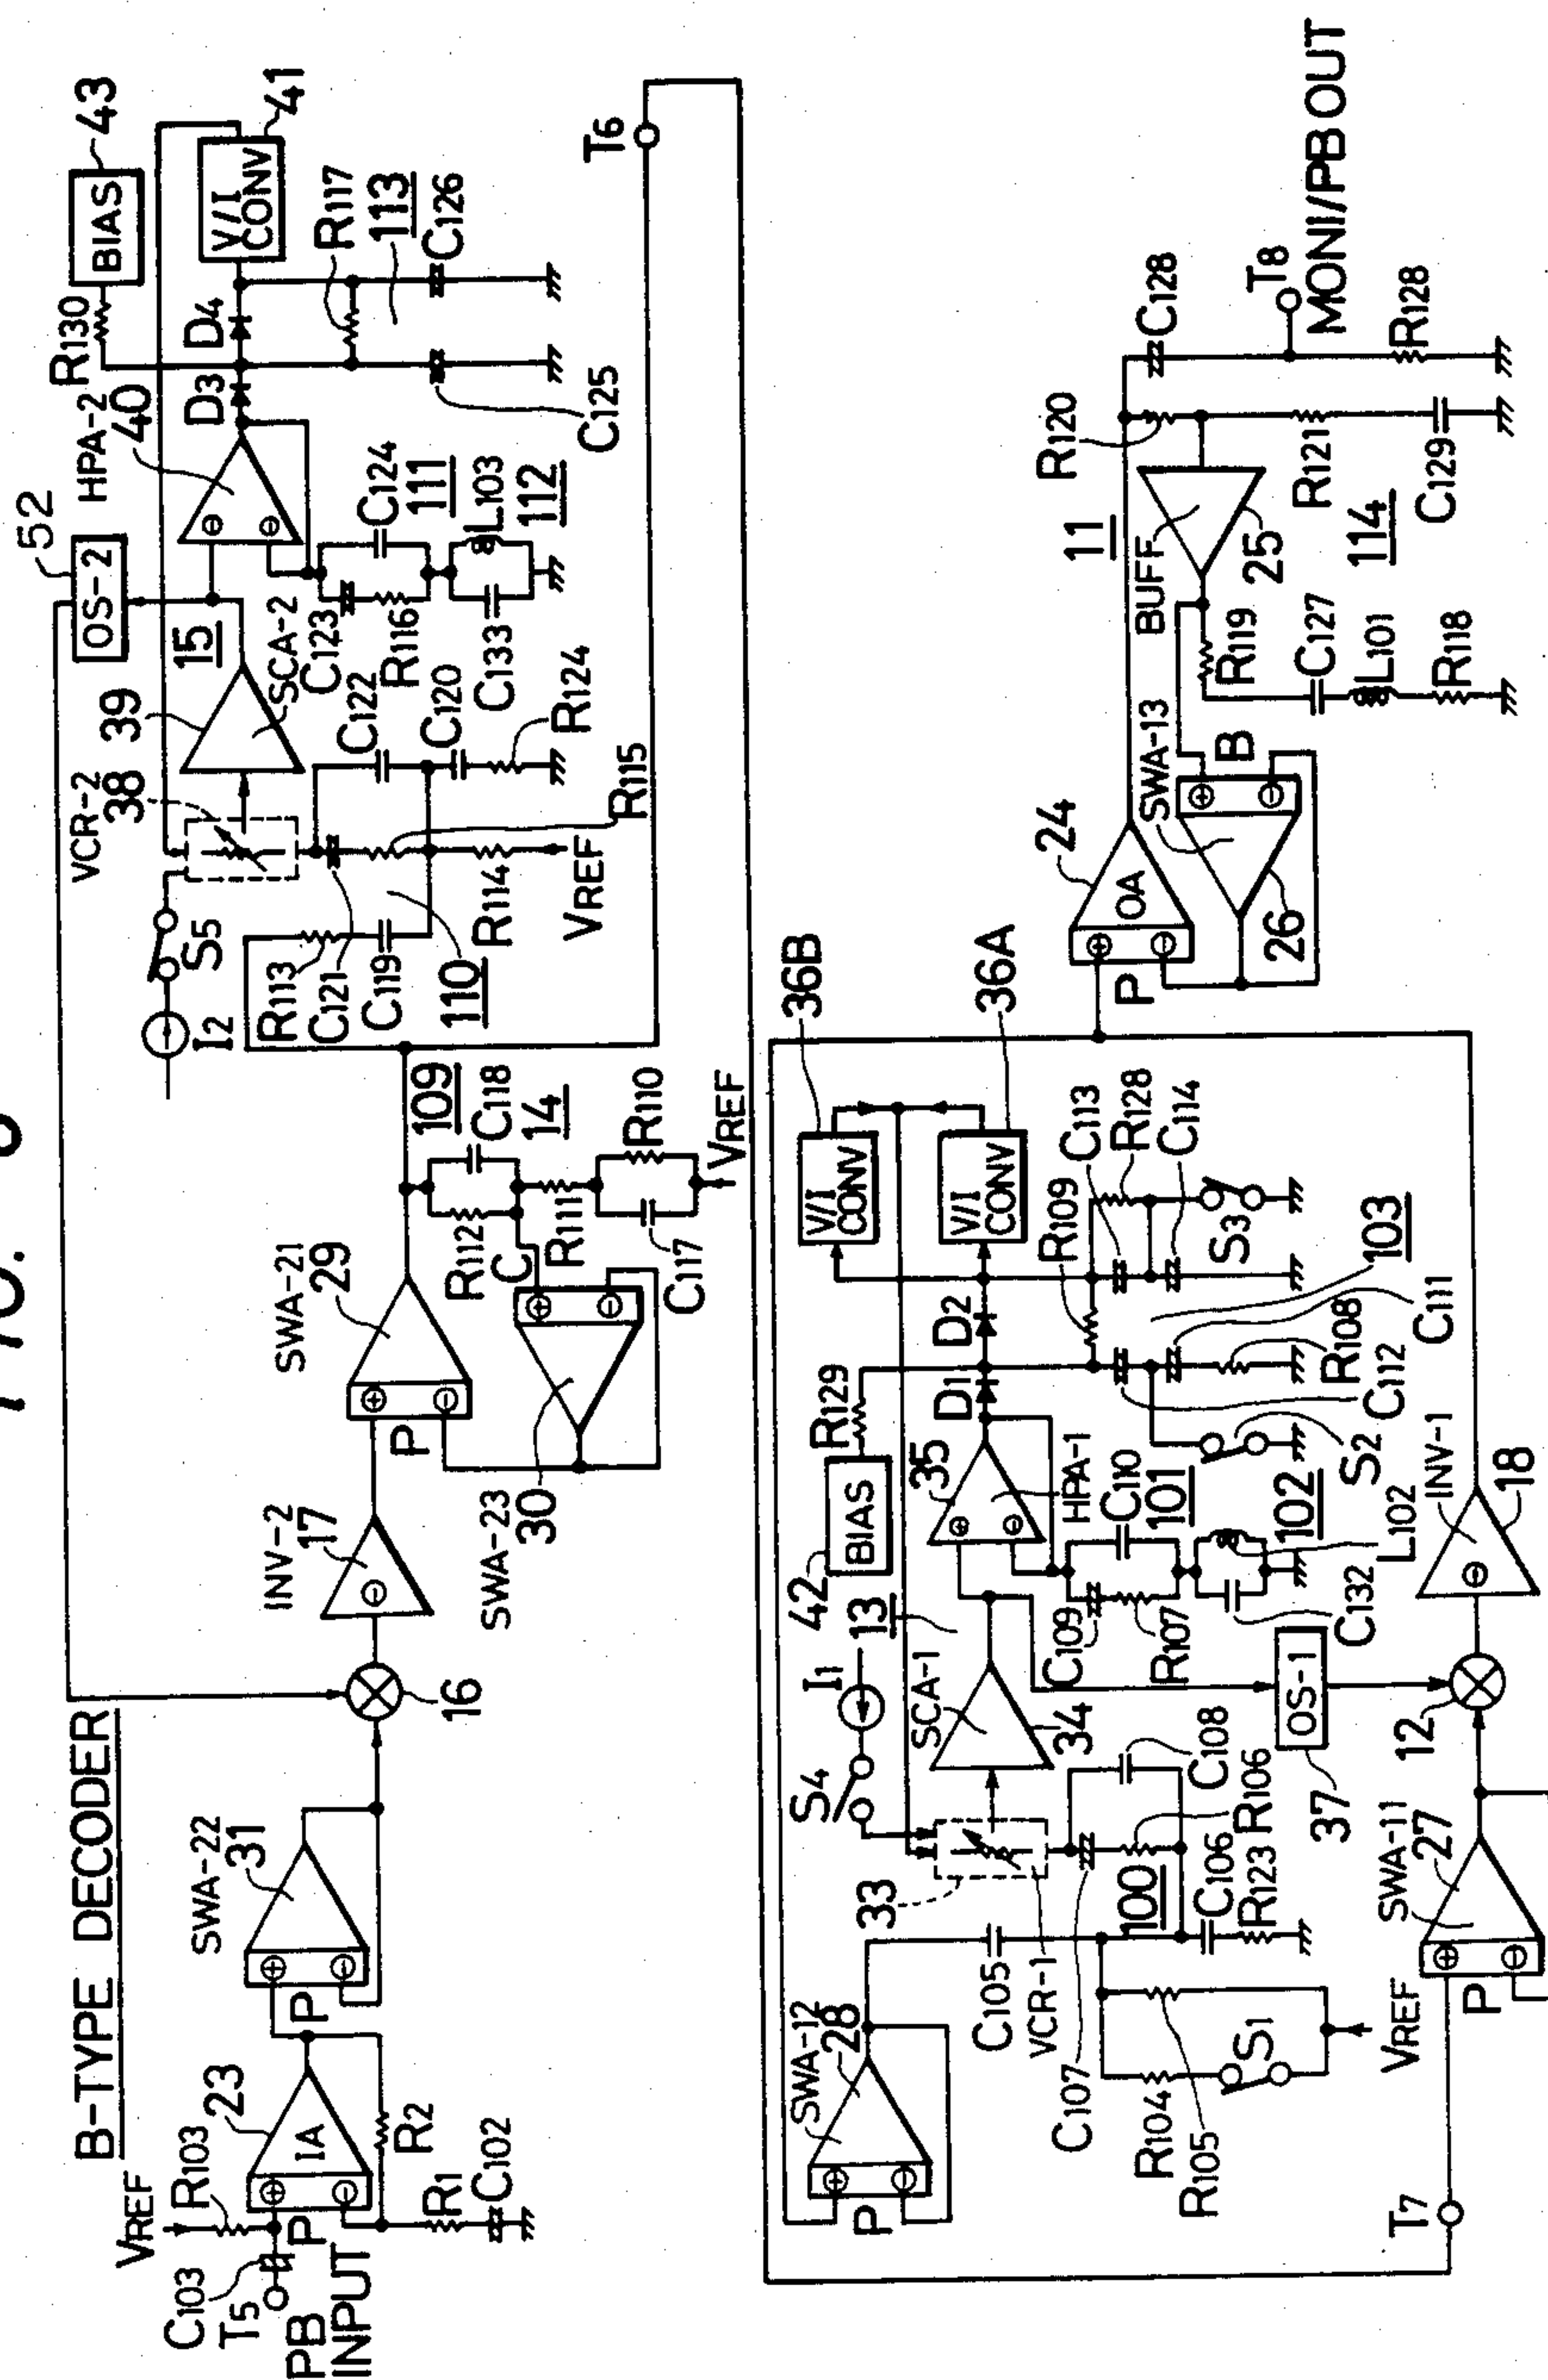 FIG.
B-TYPE DECODER
VREF
C103
T5
PB
INPUT
R103
P
IA
23
R1
R2
C102
SWA-22
31
P
16
INV-2
17
SWA-21
29
P
SWA-23
30
C
R112
C118
109
14
R111
R110
C117
VREF
I2
S5
VCR-2
38
R113
C121
C119
110
R114
VREF
R115
C122
C120
R124
39
SCA-2
15
OS-2
52
HPA-2
40
C123
R116
C124
111
C133
L103
112
D3
D4
R130
BIAS
43
V/I
CONV
41
R117
113
C125
C126
T6
SWA-12
28
P
C105
VCR-1
C107
R104
R105
S1
VREF
33
S4
I1
100
C106
R123
R106
C108
SCA-1
34
13
42
BIAS
R129
35
HPA-1
C109
R107
C110
101
C132
L102
102
D1
D2
S2
C112
R108
C111
103
R109
C113
R128
C114
S3
V/I
CONV
36B
V/I
CONV
36A
T7
P
SWA-11
27
12
OS-1
37
INV-1
18
P
OA
24
11
SWA-13
26
B
BUFF
25
R119
C127
L101
R118
R120
R121
114
C129
C128
T8
MONI/PB OUT
R128